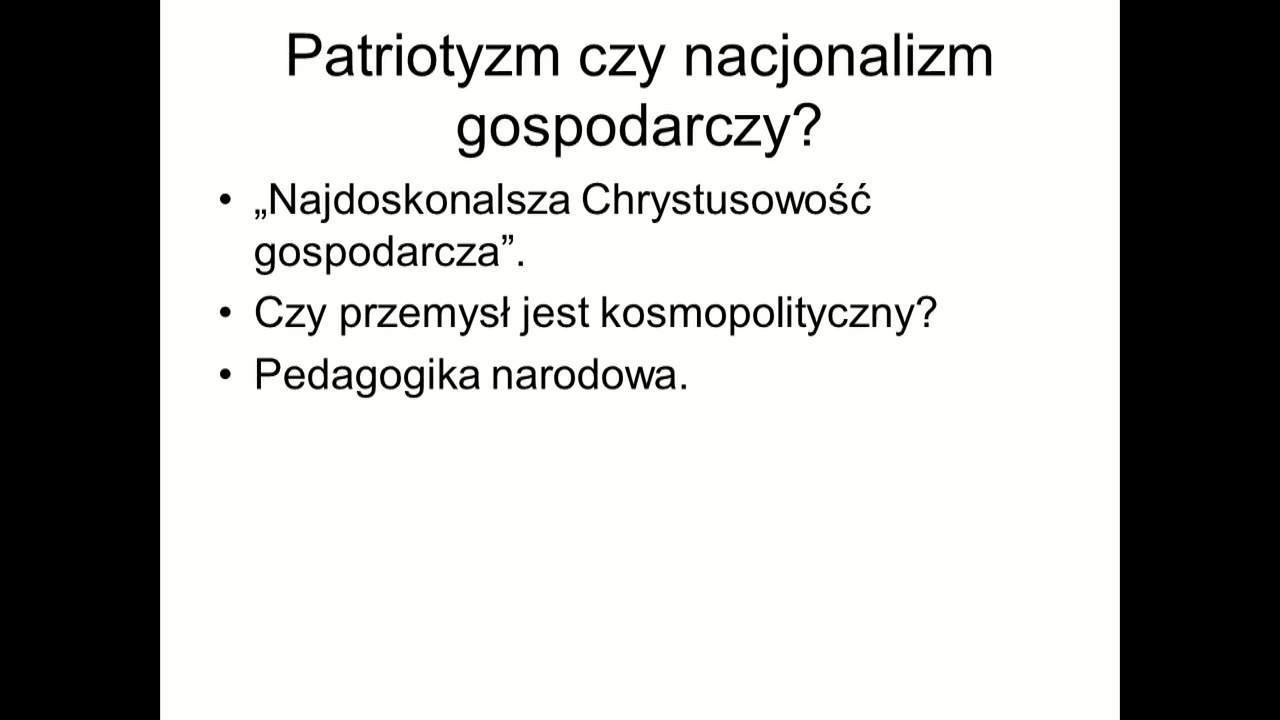 Patriotyzm czy nacjonalizm
gospodarczy?
• „Najdoskonalsza Chrystusowość
gospodarcza”.
• Czy przemysł jest kosmopolityczny?
• Pedagogika narodowa.